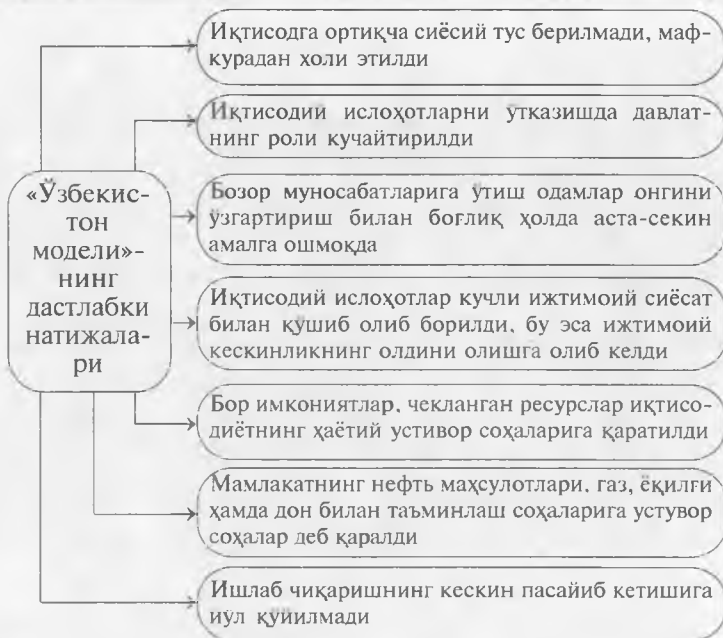 «Ўзбекис-
тон
модели»-
нинг
дастлабки
натижала-
ри
Иқтисодга ортиқча сиёсий тус берилмади, маф-
курадан холи этилди
Иқтисодий ислоҳотларни ўтказишда давлат-
нинг роли кучайтирилди
Бозор муносабатларига ўтиш одамлар онгини
ўзгартириш билан боғлиқ ҳолда аста-секин
амалга ошмоқда
Иқтисодий ислоҳотлар кучли ижтимоий сиёсат
билан қўшиб олиб борилди, бу эса ижтимоий
кескинликнинг олдини олишга олиб келди
Бор имкониятлар, чекланган ресурслар иқтисо-
диётнинг ҳаётий устивор соҳаларига қаратилди
Мамлакатнинг нефть маҳсулотлари, газ, ёқилғи
ҳамда дон билан таъминлаш соҳаларига устувор
соҳалар деб қаралди
Ишлаб чиқаришнинг кескин пасайиб кетишига
йўл қўйилмади